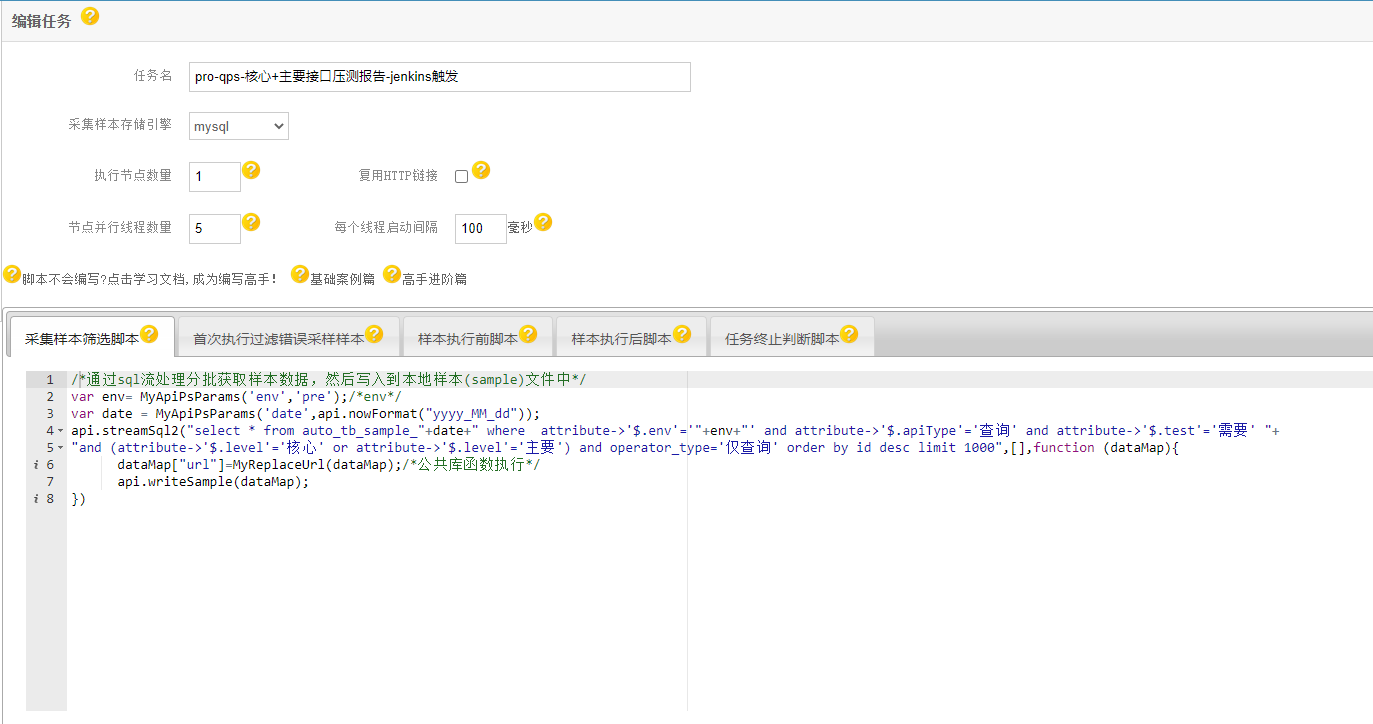 编辑任务
任务名 pro-qps-核心+主要接口压测报告-jenkins触发
采集样本存储引擎 mysql
执行节点数量 1 复用HTTP链接
节点并行线程数量 5 每个线程启动间隔 100 毫秒
脚本不会编写?点击学习文档,成为编写高手! 基础案例篇 高手进阶篇
采集样本筛选脚本 首次执行过滤错误采样样本 样本执行前脚本 样本执行后脚本 任务终止判断脚本
1 /*通过sql流处理分批获取样本数据，然后写入到本地样本(sample)文件中*/
2 var env= MyApiPsParams('env','pre');/*env*/
3 var date = MyApiPsParams('date',api.nowFormat("yyyy_MM_dd"));
4 api.streamSql2("select * from auto_tb_sample_"+date+" where  attribute->'$.env'='"+env+"' and attribute->'$.apiType'='查询' and attribute->'$.test'='需要' "+
5 "and (attribute->'$.level'='核心' or attribute->'$.level'='主要') and operator_type='仅查询' order by id desc limit 1000",[],function (dataMap){
i 6 dataMap["url"]=MyReplaceUrl(dataMap);/*公共库函数执行*/
7 api.writeSample(dataMap);
i 8 })